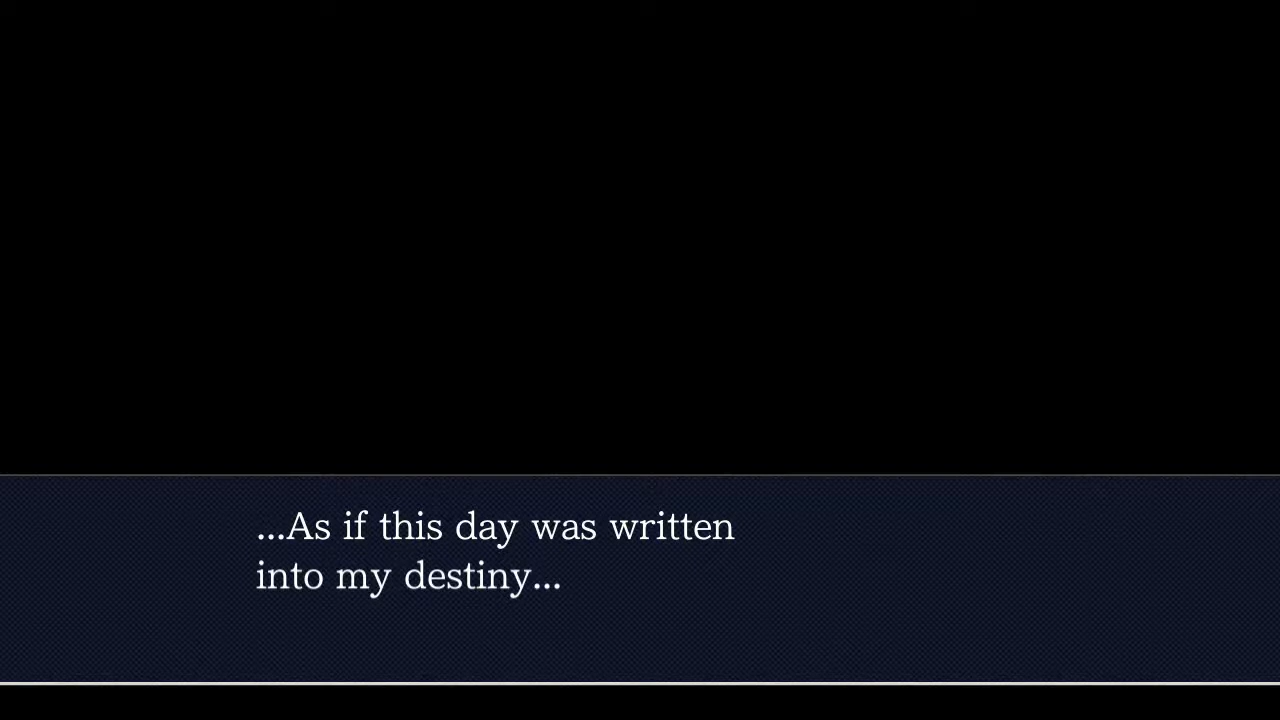 ...As if this day was written
into my destiny...